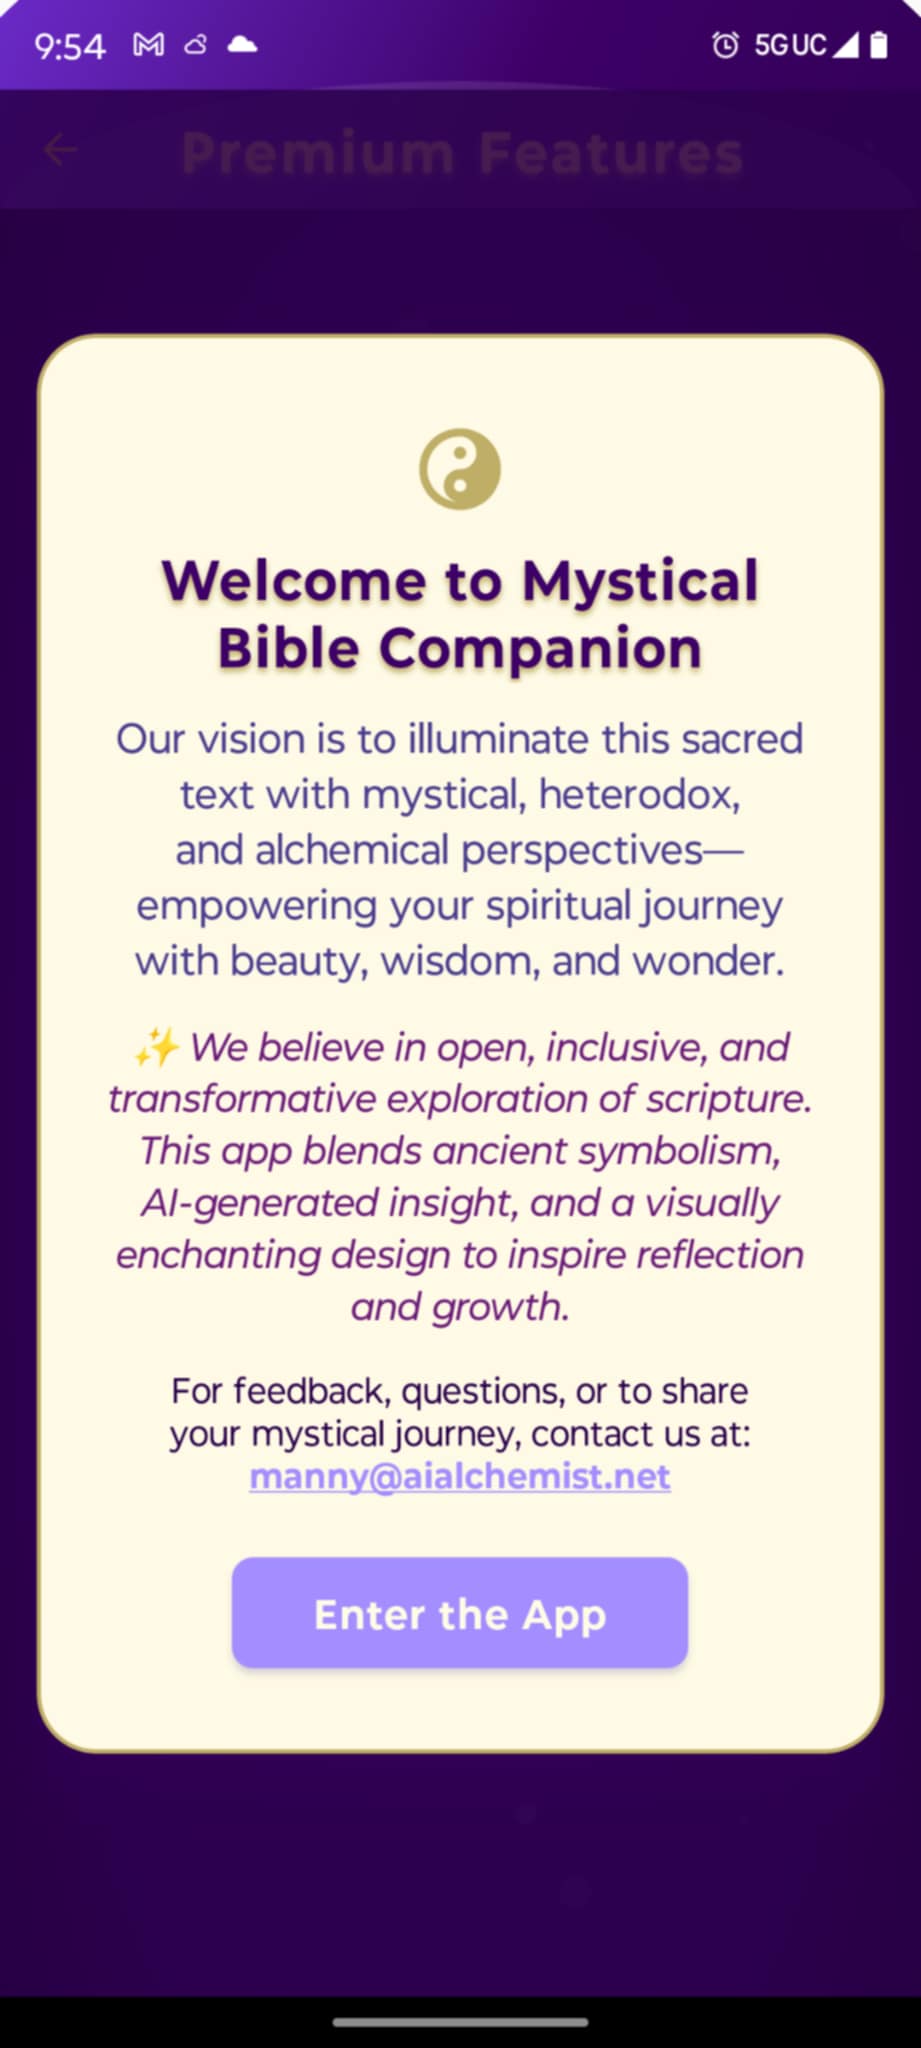 9:54
5G UC
Premium Features
Welcome to Mystical
Bible Companion
Our vision is to illuminate this sacred
text with mystical, heterodox,
and alchemical perspectives—
empowering your spiritual journey
with beauty, wisdom, and wonder.
✨ We believe in open, inclusive, and
transformative exploration of scripture.
This app blends ancient symbolism,
AI-generated insight, and a visually
enchanting design to inspire reflection
and growth.
For feedback, questions, or to share
your mystical journey, contact us at:
manny@aialchemist.net
Enter the App